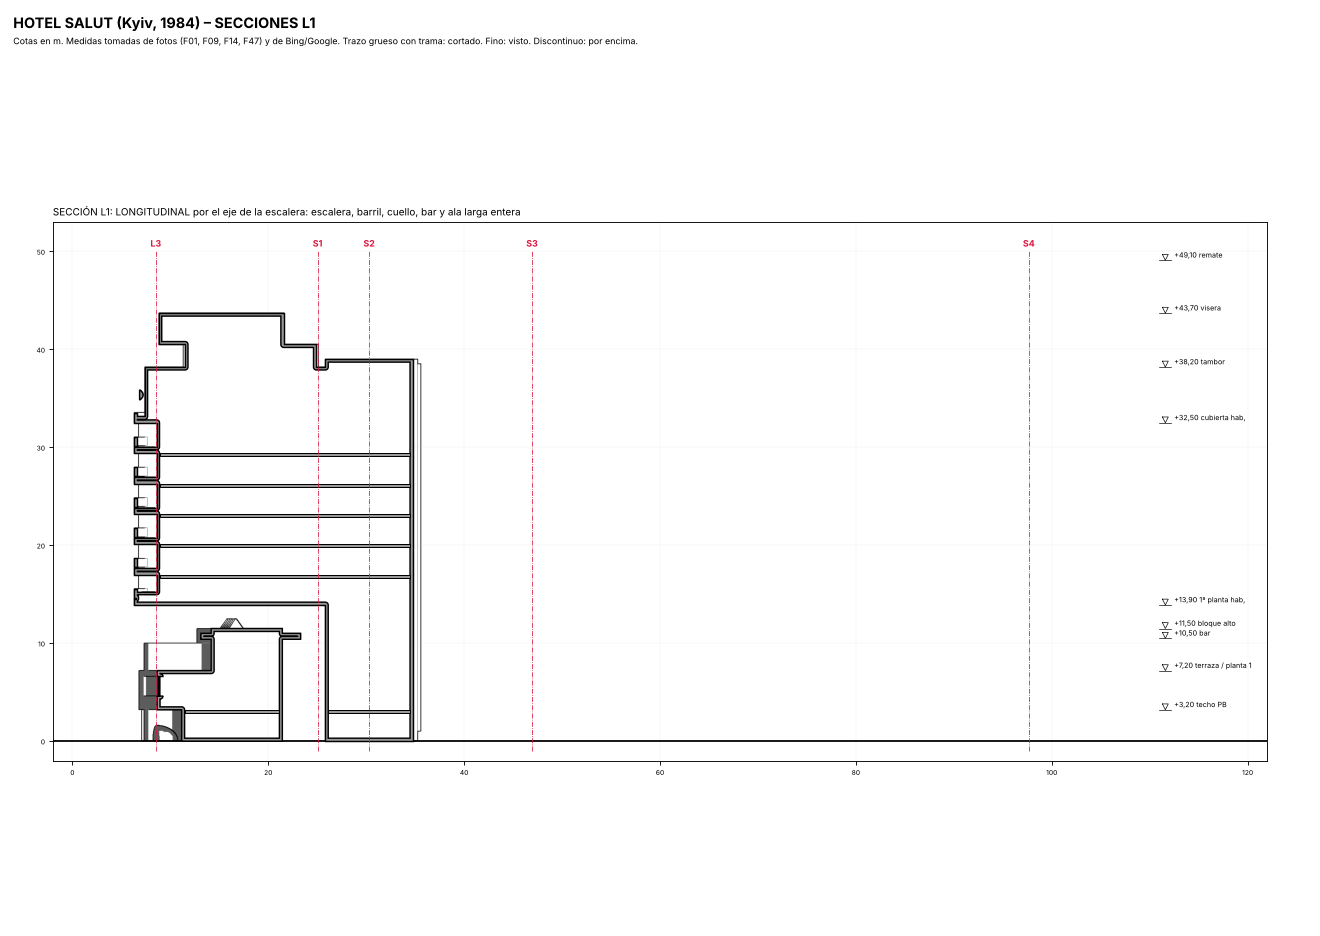 HOTEL SALUT (Kyiv, 1984) – SECCIONES L1
Cotas en m. Medidas tomadas de fotos (F01, F09, F14, F47) y de Bing/Google. Trazo grueso con trama: cortado. Fino: visto. Discontinuo: por encima.
SECCIÓN L1: LONGITUDINAL por el eje de la escalera: escalera, barril, cuello, bar y ala larga entera
L3 S1 S2 S3 S4
50
+49,10 remate
+43,70 visera
40
+38,20 tambor
+32,50 cubierta hab,
30
20
+13,90 1ª planta hab,
+11,50 bloque alto
+10,50 bar
10
+7,20 terraza / planta 1
+3,20 techo PB
0
0 20 40 60 80 100 120